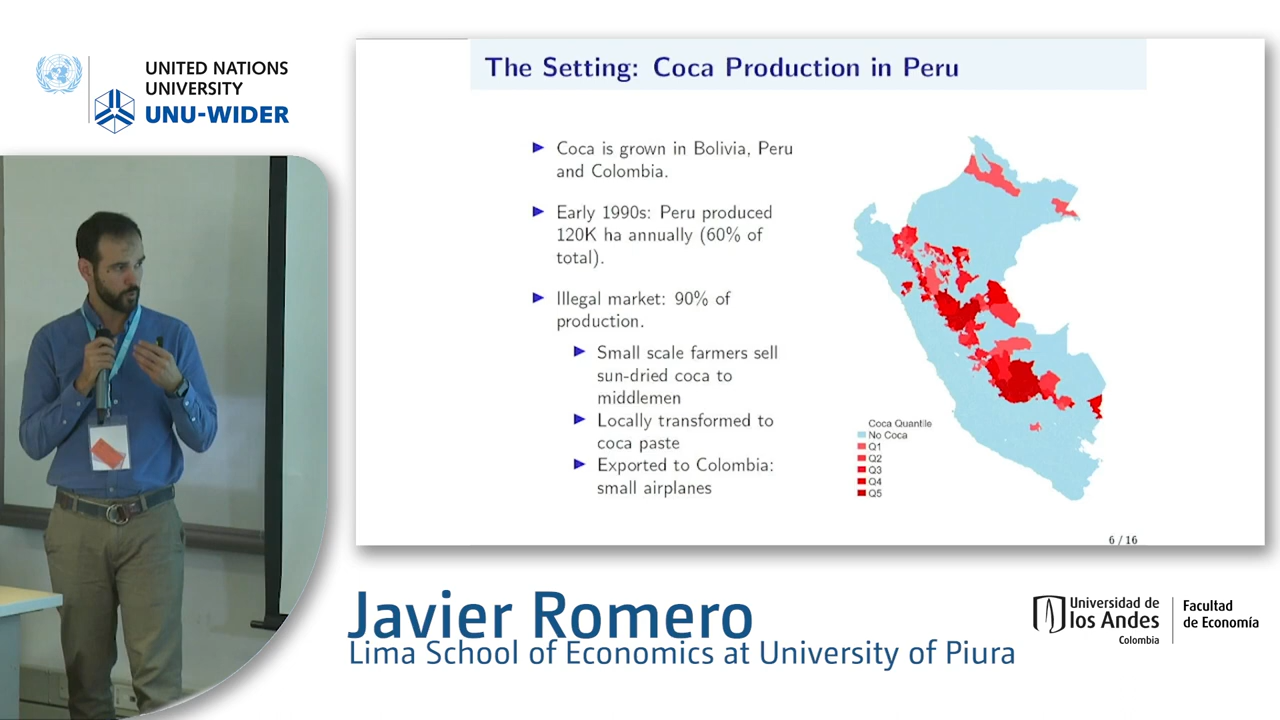 UNITED NATIONS
UNIVERSITY
UNU-WIDER
The Setting: Coca Production in Peru
Coca is grown in Bolivia, Peru
and Colombia.
Early 1990s: Peru produced
120K ha annually (60% of
total).
Illegal market: 90% of
production.
Small scale farmers sell
sun-dried coca to
middlemen
Locally transformed to
coca paste
Exported to Colombia:
small airplanes
Coca Quantile
No Coca
Q1
Q2
Q3
Q4
Q5
6 / 16
Javier Romero
Lima School of Economics at University of Piura
Universidad de
los Andes
Colombia
Facultad
de Economía